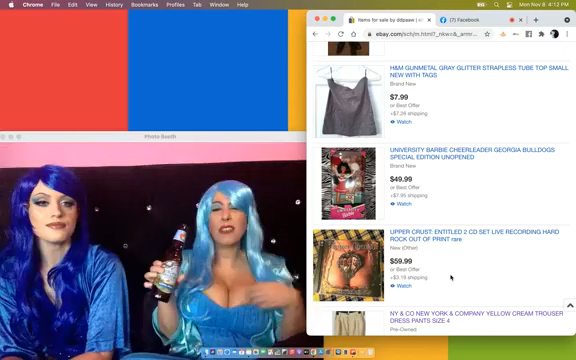 Chrome File Edit View History Bookmarks Profiles Tab Window Help
Mon Nov 8 4:12 PM
Items for sale by ddpaww
(7) Facebook
ebay.com/sch/m.html?_nkw=&_armr...
H&M GUNMETAL GRAY GLITTER STRAPLESS TUBE TOP SMALL
NEW WITH TAGS
Brand New
$7.99
or Best Offer
+$7.28 shipping
Watch
UNIVERSITY BARBIE CHEERLEADER GEORGIA BULLDOGS
SPECIAL EDITION UNOPENED
Brand New
$49.99
or Best Offer
+$7.95 shipping
Watch
UPPER CRUST: ENTITLED 2 CD SET LIVE RECORDING HARD
ROCK OUT OF PRINT rare
New (Other)
$59.99
or Best Offer
+$3.19 shipping
Watch
NY & CO NEW YORK & COMPANY YELLOW CREAM TROUSER
DRESS PANTS SIZE 4
Pre-Owned
Photo Booth